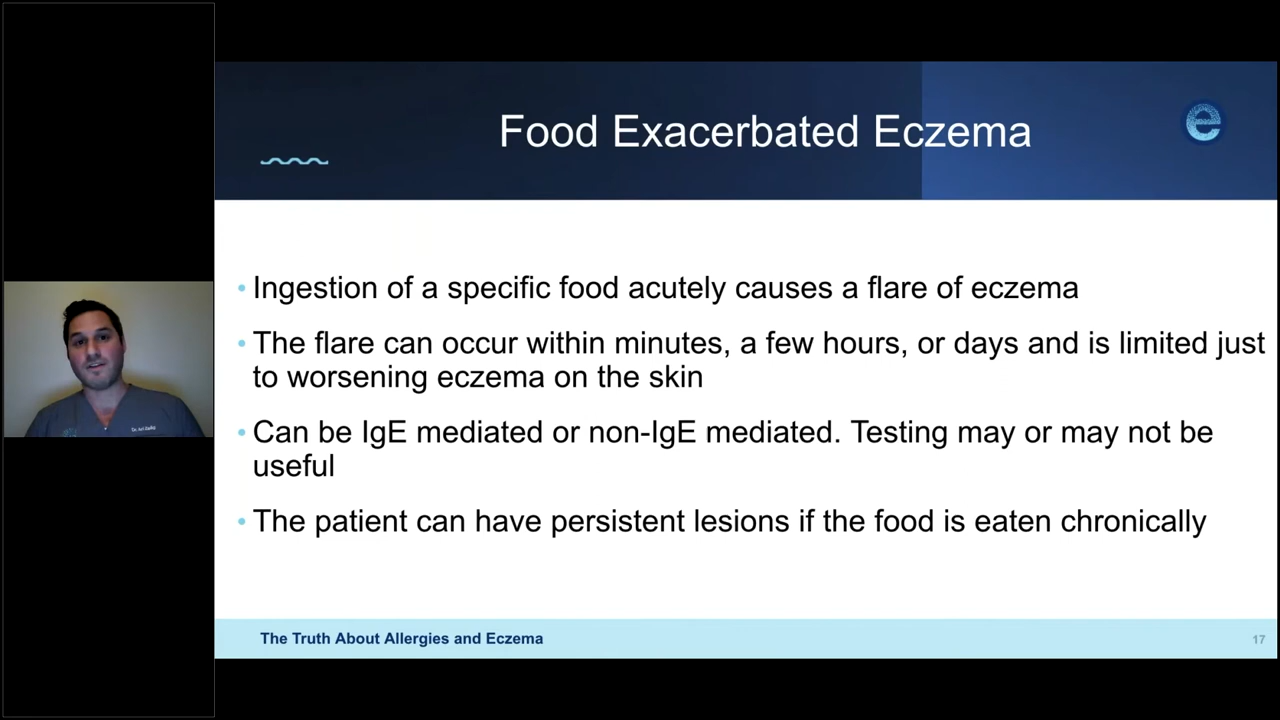 Food Exacerbated Eczema
e
• Ingestion of a specific food acutely causes a flare of eczema
• The flare can occur within minutes, a few hours, or days and is limited just
to worsening eczema on the skin
• Can be IgE mediated or non-IgE mediated. Testing may or may not be
useful
• The patient can have persistent lesions if the food is eaten chronically
The Truth About Allergies and Eczema
17